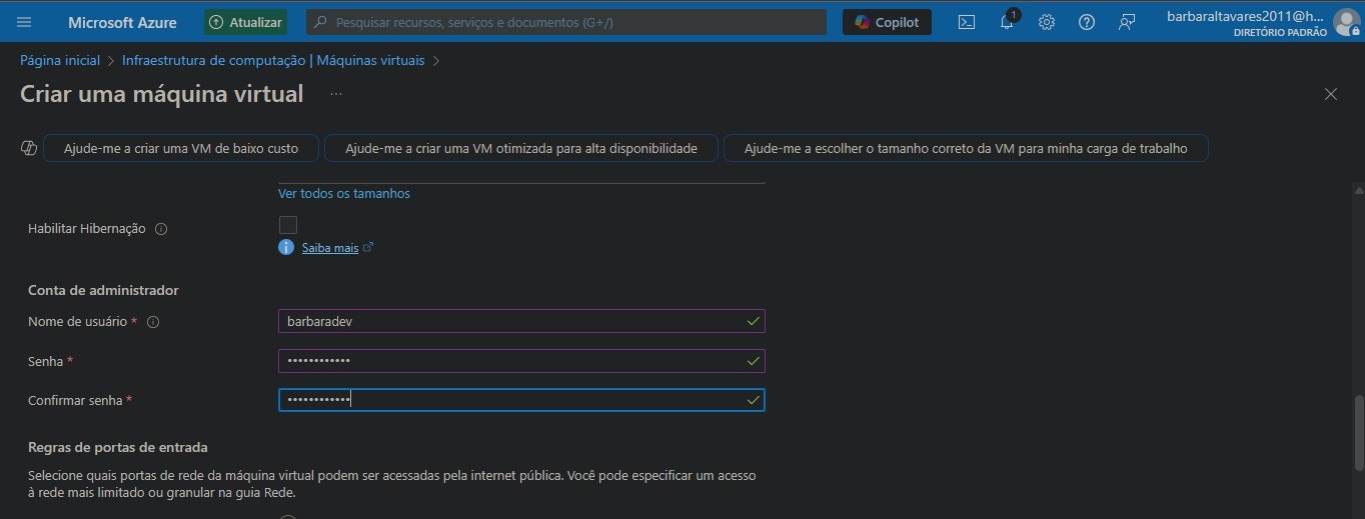 Microsoft Azure
Atualizar
Pesquisar recursos, serviços e documentos (G+/)
Copilot
1
barbaraltavares2011@h...
DIRETÓRIO PADRÃO
Página inicial > Infraestrutura de computação | Máquinas virtuais >
Criar uma máquina virtual ...
Ajude-me a criar uma VM de baixo custo
Ajude-me a criar uma VM otimizada para alta disponibilidade
Ajude-me a escolher o tamanho correto da VM para minha carga de trabalho
Ver todos os tamanhos
Habilitar Hibernação
Saiba mais
Conta de administrador
Nome de usuário *
barbaradev
Senha *
••••••••••••
Confirmar senha *
••••••••••••
Regras de portas de entrada
Selecione quais portas de rede da máquina virtual podem ser acessadas pela internet pública. Você pode especificar um acesso
à rede mais limitado ou granular na guia Rede.